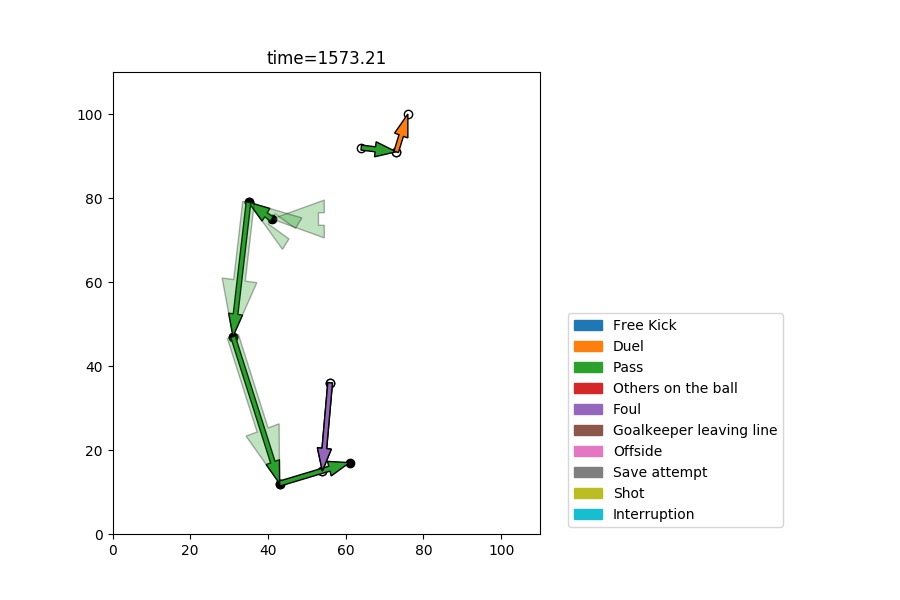 time=1573.21
100
80
60
40
20
0
0 20 40 60 80 100
Free Kick
Duel
Pass
Others on the ball
Foul
Goalkeeper leaving line
Offside
Save attempt
Shot
Interruption